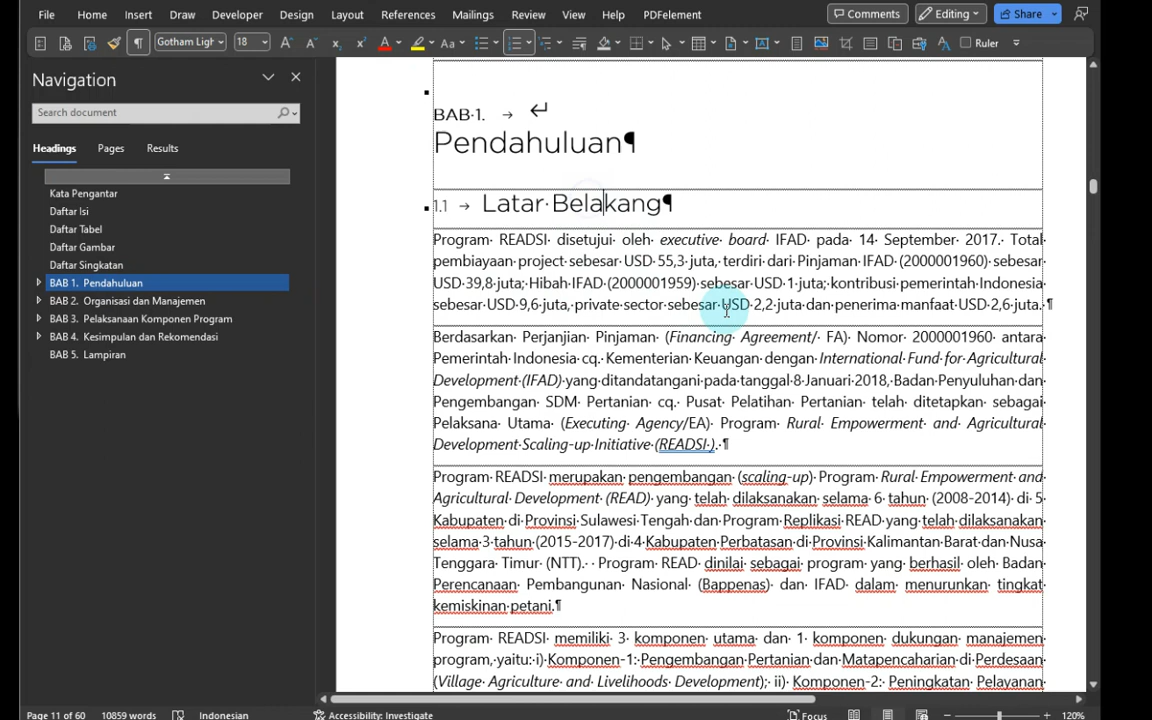 File Home Insert Draw Developer Design Layout References Mailings Review View Help PDFelement Comments Editing Share
Gotham Ligh 18 Aa Ruler
Navigation
Search document
Headings Pages Results
Kata Pengantar
Daftar Isi
Daftar Tabel
Daftar Gambar
Daftar Singkatan
BAB 1. Pendahuluan
BAB 2. Organisasi dan Manajemen
BAB 3. Pelaksanaan Komponen Program
BAB 4. Kesimpulan dan Rekomendasi
BAB 5. Lampiran
BAB 1.
Pendahuluan
1.1 Latar Belakang
Program READSI disetujui oleh executive board IFAD pada 14 September 2017. Total
pembiayaan project sebesar USD 55,3 juta, terdiri dari Pinjaman IFAD (2000001960) sebesar
USD 39,8 juta; Hibah IFAD (2000001959) sebesar USD 1 juta; kontribusi pemerintah Indonesia
sebesar USD 9,6 juta, private sector sebesar USD 2,2 juta dan penerima manfaat USD 2,6 juta.
Berdasarkan Perjanjian Pinjaman (Financing Agreement/ FA) Nomor 2000001960 antara
Pemerintah Indonesia cq. Kementerian Keuangan dengan International Fund for Agricultural
Development (IFAD) yang ditandatangani pada tanggal 8 Januari 2018, Badan Penyuluhan dan
Pengembangan SDM Pertanian cq. Pusat Pelatihan Pertanian telah ditetapkan sebagai
Pelaksana Utama (Executing Agency/EA) Program Rural Empowerment and Agricultural
Development Scaling-up Initiative (READSI ).
Program READSI merupakan pengembangan (scaling-up) Program Rural Empowerment and
Agricultural Development (READ) yang telah dilaksanakan selama 6 tahun (2008-2014) di 5
Kabupaten di Provinsi Sulawesi Tengah dan Program Replikasi READ yang telah dilaksanakan
selama 3 tahun (2015-2017) di 4 Kabupaten Perbatasan di Provinsi Kalimantan Barat dan Nusa
Tenggara Timur (NTT). Program READ dinilai sebagai program yang berhasil oleh Badan
Perencanaan Pembangunan Nasional (Bappenas) dan IFAD dalam menurunkan tingkat
kemiskinan petani.
Program READSI memiliki 3 komponen utama dan 1 komponen dukungan manajemen
program, yaitu: i) Komponen-1: Pengembangan Pertanian dan Matapencaharian di Perdesaan
(Village Agriculture and Livelihoods Development); ii) Komponen-2: Peningkatan Pelayanan
Page 11 of 60 10859 words Indonesian Accessibility: Investigate Focus 120%